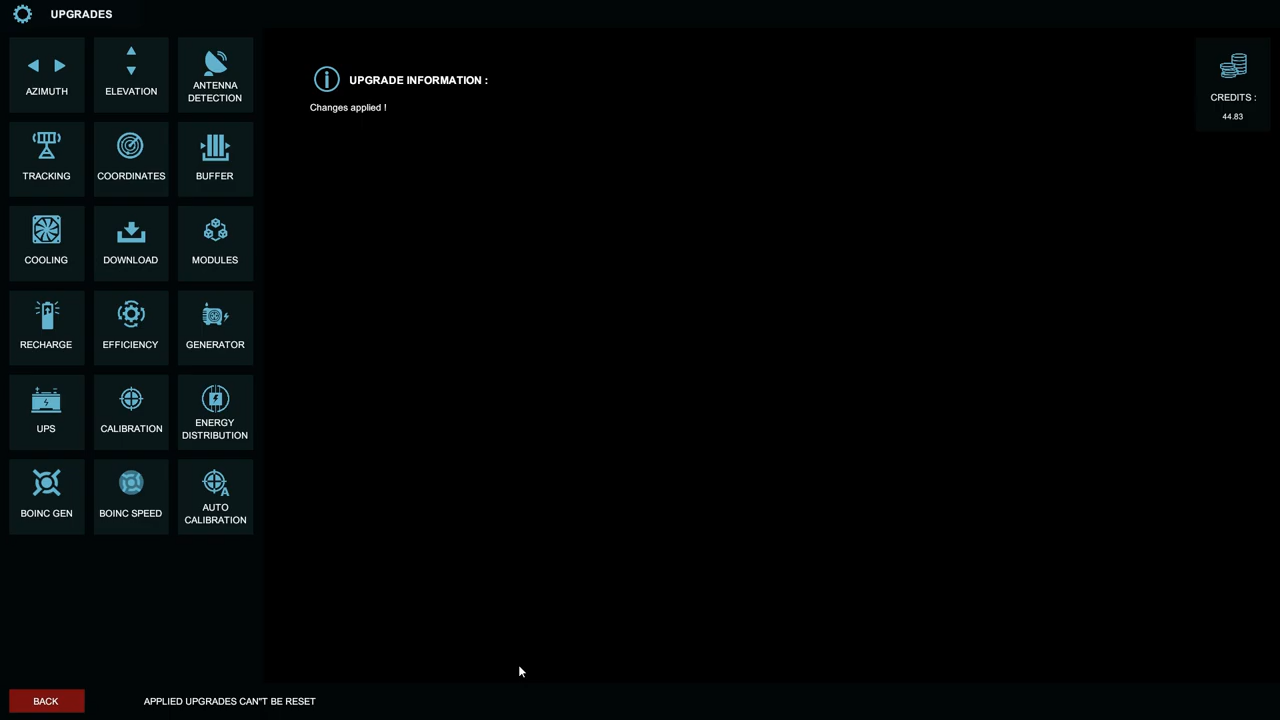 UPGRADES
AZIMUTH
ELEVATION
ANTENNA
DETECTION
TRACKING
COORDINATES
BUFFER
COOLING
DOWNLOAD
MODULES
RECHARGE
EFFICIENCY
GENERATOR
UPS
CALIBRATION
ENERGY
DISTRIBUTION
BOINC GEN
BOINC SPEED
AUTO
CALIBRATION
UPGRADE INFORMATION :
Changes applied !
CREDITS :
44.83
BACK
APPLIED UPGRADES CAN"T BE RESET